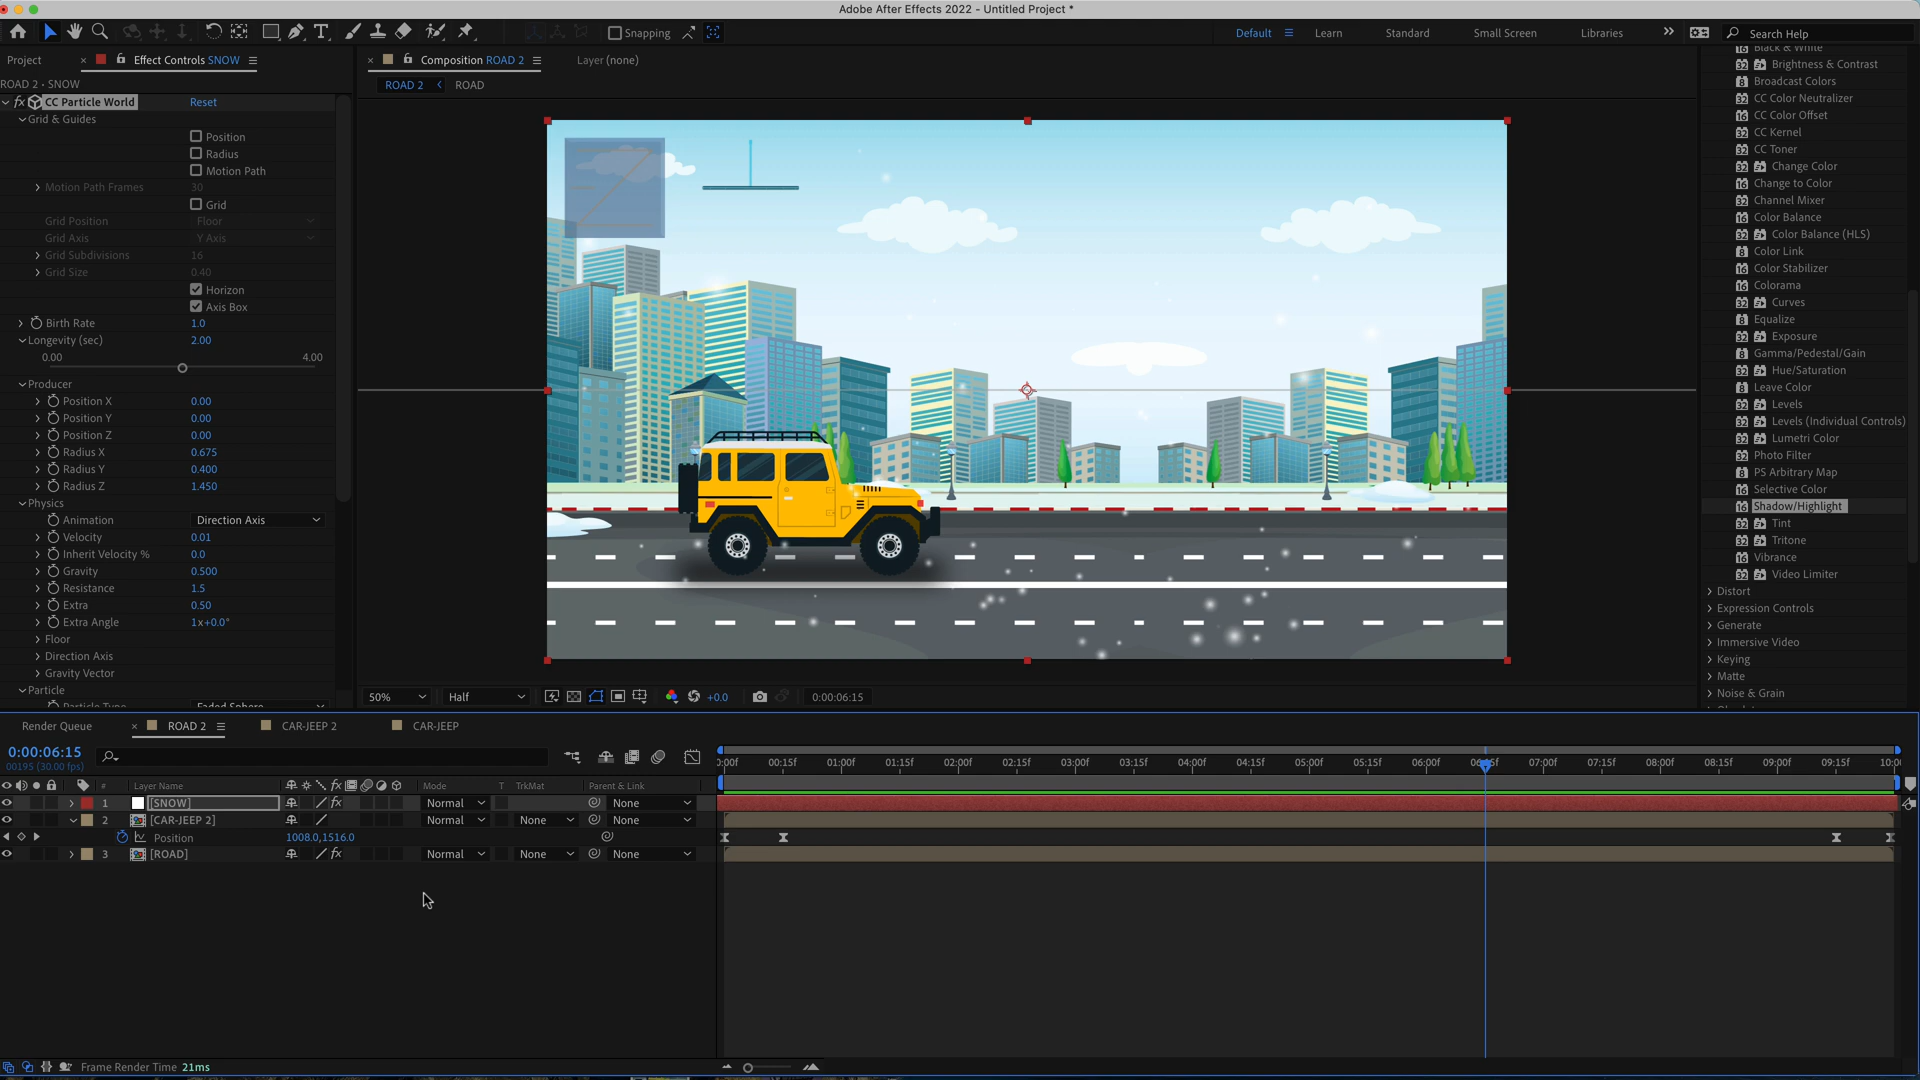 Adobe After Effects 2022 - Untitled Project *
Snapping
Default
Learn
Standard
Small Screen
Libraries
Search Help
Project
Effect Controls SNOW
Composition ROAD 2
Layer (none)
ROAD 2 • SNOW
ROAD 2
ROAD
fx CC Particle World
Reset
Grid & Guides
Position
Radius
Motion Path
Motion Path Frames
30
Grid
Grid Position
Floor
Grid Axis
Y Axis
Grid Subdivisions
16
Grid Size
0.40
Horizon
Axis Box
Birth Rate
1.0
Longevity (sec)
2.00
0.00
4.00
Producer
Position X
0.00
Position Y
0.00
Position Z
0.00
Radius X
0.675
Radius Y
0.400
Radius Z
1.450
Physics
Animation
Direction Axis
Velocity
0.01
Inherit Velocity %
0.0
Gravity
0.500
Resistance
1.5
Extra
0.50
Extra Angle
1x+0.0°
Floor
Direction Axis
Gravity Vector
Particle
Particle Type
Faded Sphere
50%
Half
+0.0
0:00:06:15
Black & White
Brightness & Contrast
Broadcast Colors
CC Color Neutralizer
CC Color Offset
CC Kernel
CC Toner
Change Color
Change to Color
Channel Mixer
Color Balance
Color Balance (HLS)
Color Link
Color Stabilizer
Colorama
Curves
Equalize
Exposure
Gamma/Pedestal/Gain
Hue/Saturation
Leave Color
Levels
Levels (Individual Controls)
Lumetri Color
Photo Filter
PS Arbitrary Map
Selective Color
Shadow/Highlight
Tint
Tritone
Vibrance
Video Limiter
Distort
Expression Controls
Generate
Immersive Video
Keying
Matte
Noise & Grain
Render Queue
ROAD 2
CAR-JEEP 2
CAR-JEEP
0:00:06:15
00195 (30.00 fps)
:00f 00:15f 01:00f 01:15f 02:00f 02:15f 03:00f 03:15f 04:00f 04:15f 05:00f 05:15f 06:00f 06:15f 07:00f 07:15f 08:00f 08:15f 09:00f 09:15f 10:00
# Layer Name fx Mode T TrkMat Parent & Link
1 [SNOW] fx Normal None
2 [CAR-JEEP 2] Normal None None
Position 1008.0,1516.0
3 [ROAD] fx Normal None None
Frame Render Time 21ms